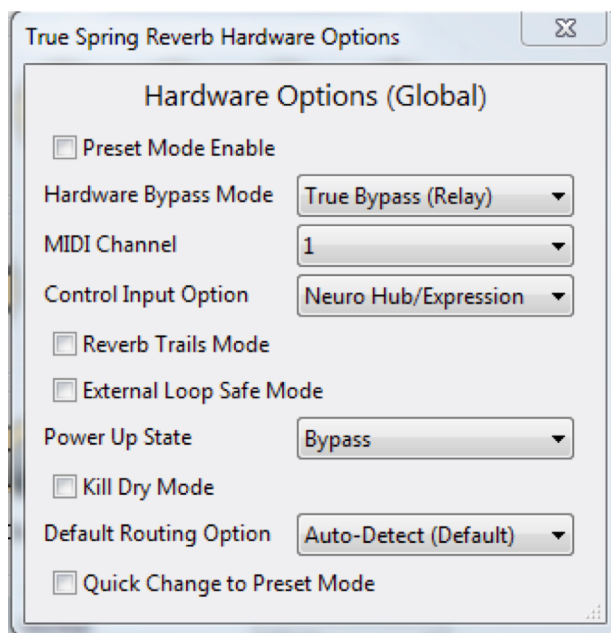 True Spring Reverb Hardware Options
Hardware Options (Global)
Preset Mode Enable
Hardware Bypass Mode True Bypass (Relay)
MIDI Channel 1
Control Input Option Neuro Hub/Expression
Reverb Trails Mode
External Loop Safe Mode
Power Up State Bypass
Kill Dry Mode
Default Routing Option Auto-Detect (Default)
Quick Change to Preset Mode